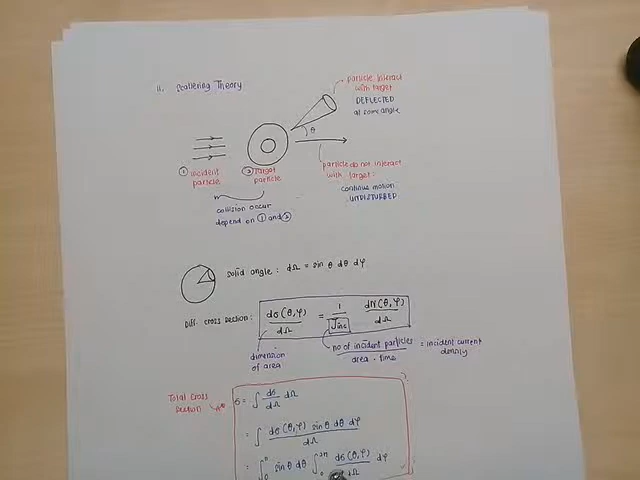 11. Scattering Theory
particle interact
with target
DEFLECTED
at some angle
θ
① incident
particle
② Target
particle
particle do not interact
with target:
continue motion
UNDISTURBED
collision occur
depend on ① and ②
solid angle: dΩ = sin θ dθ dφ
Diff. cross section: dσ(θ,φ)/dΩ = 1/Jinc dN(θ,φ)/dΩ
dimension
of area
no of incident particles / area · time = incident current
density
Total cross
section
σ = ∫ dσ/dΩ dΩ
= ∫ dσ(θ,φ) sin θ dθ dφ / dΩ
= ∫₀^π sin θ dθ ∫₀^2π dσ(θ,φ)/dΩ dφ